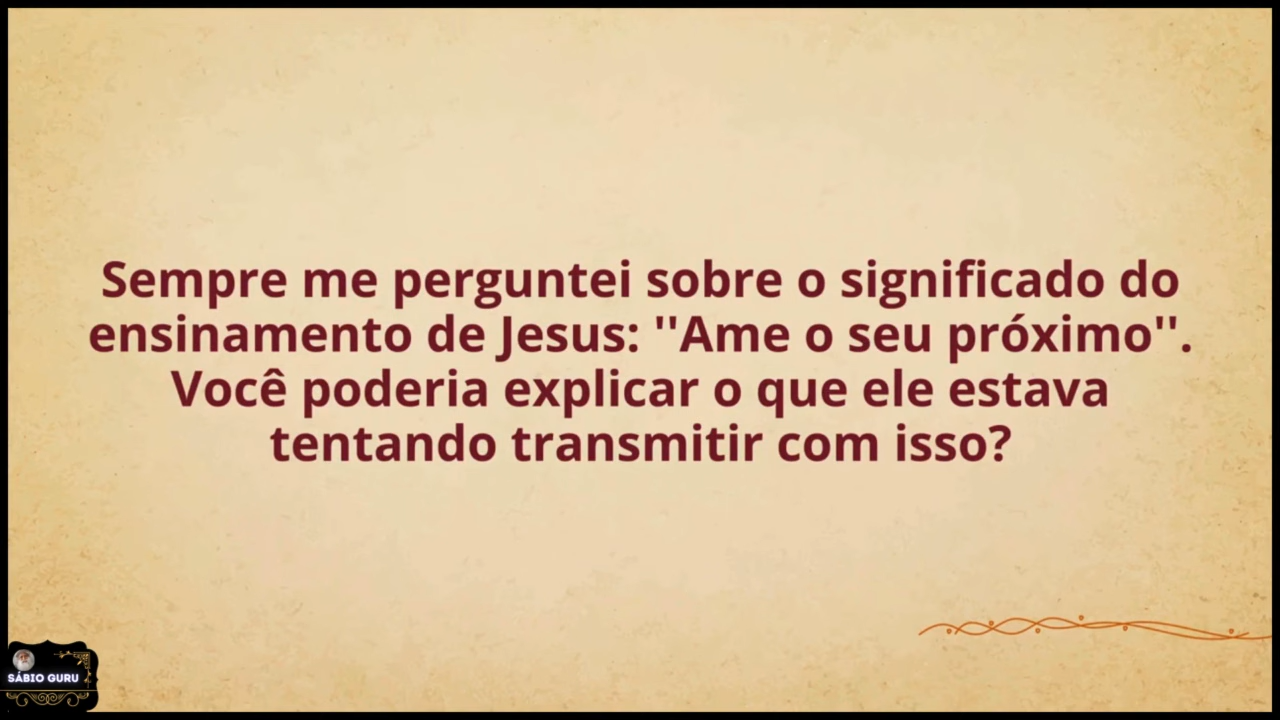 Sempre me perguntei sobre o significado do
ensinamento de Jesus: ''Ame o seu próximo''.
Você poderia explicar o que ele estava
tentando transmitir com isso?
SÁBIO GURU